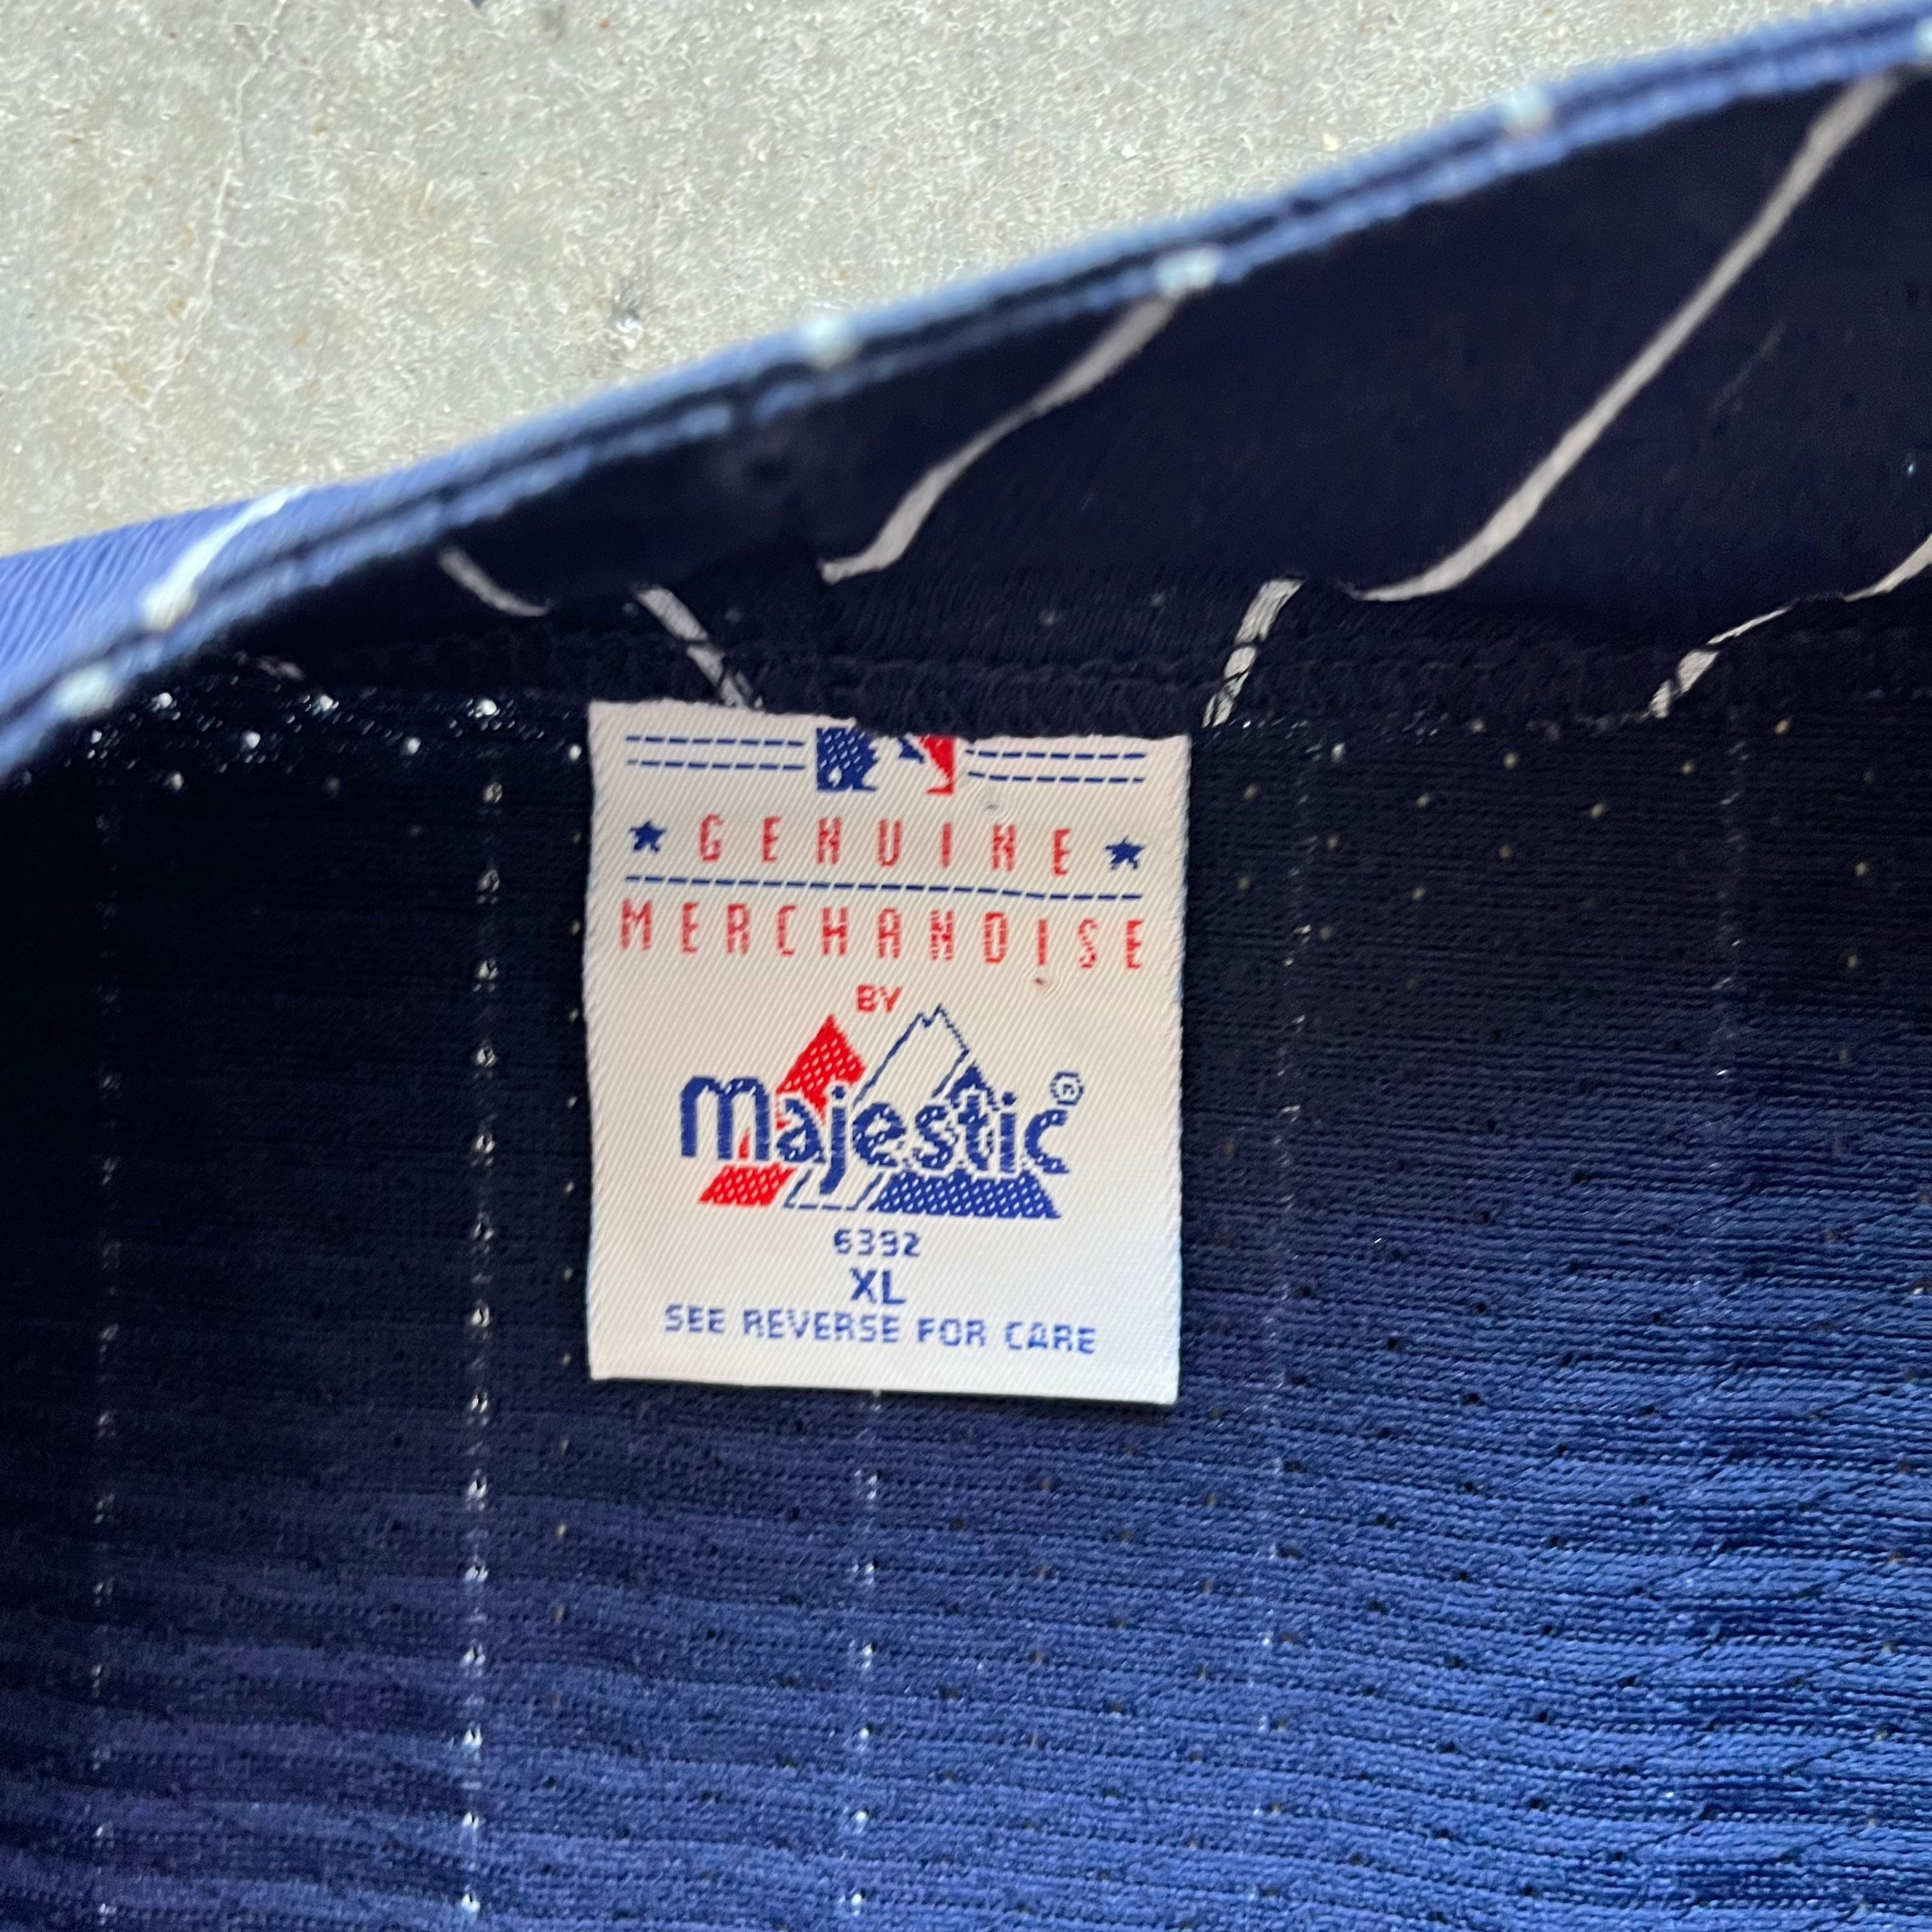 GENUINE
MERCHANDISE
BY
Majestic®
6392
XL
SEE REVERSE FOR CARE